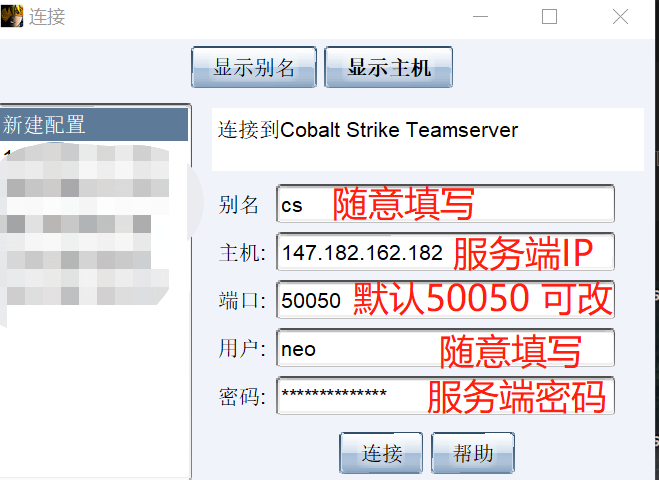 连接
显示别名 显示主机
新建配置
连接到Cobalt Strike Teamserver
别名 cs 随意填写
主机: 147.182.162.182 服务端IP
端口: 50050 默认50050 可改
用户: neo 随意填写
密码: ************** 服务端密码
连接 帮助